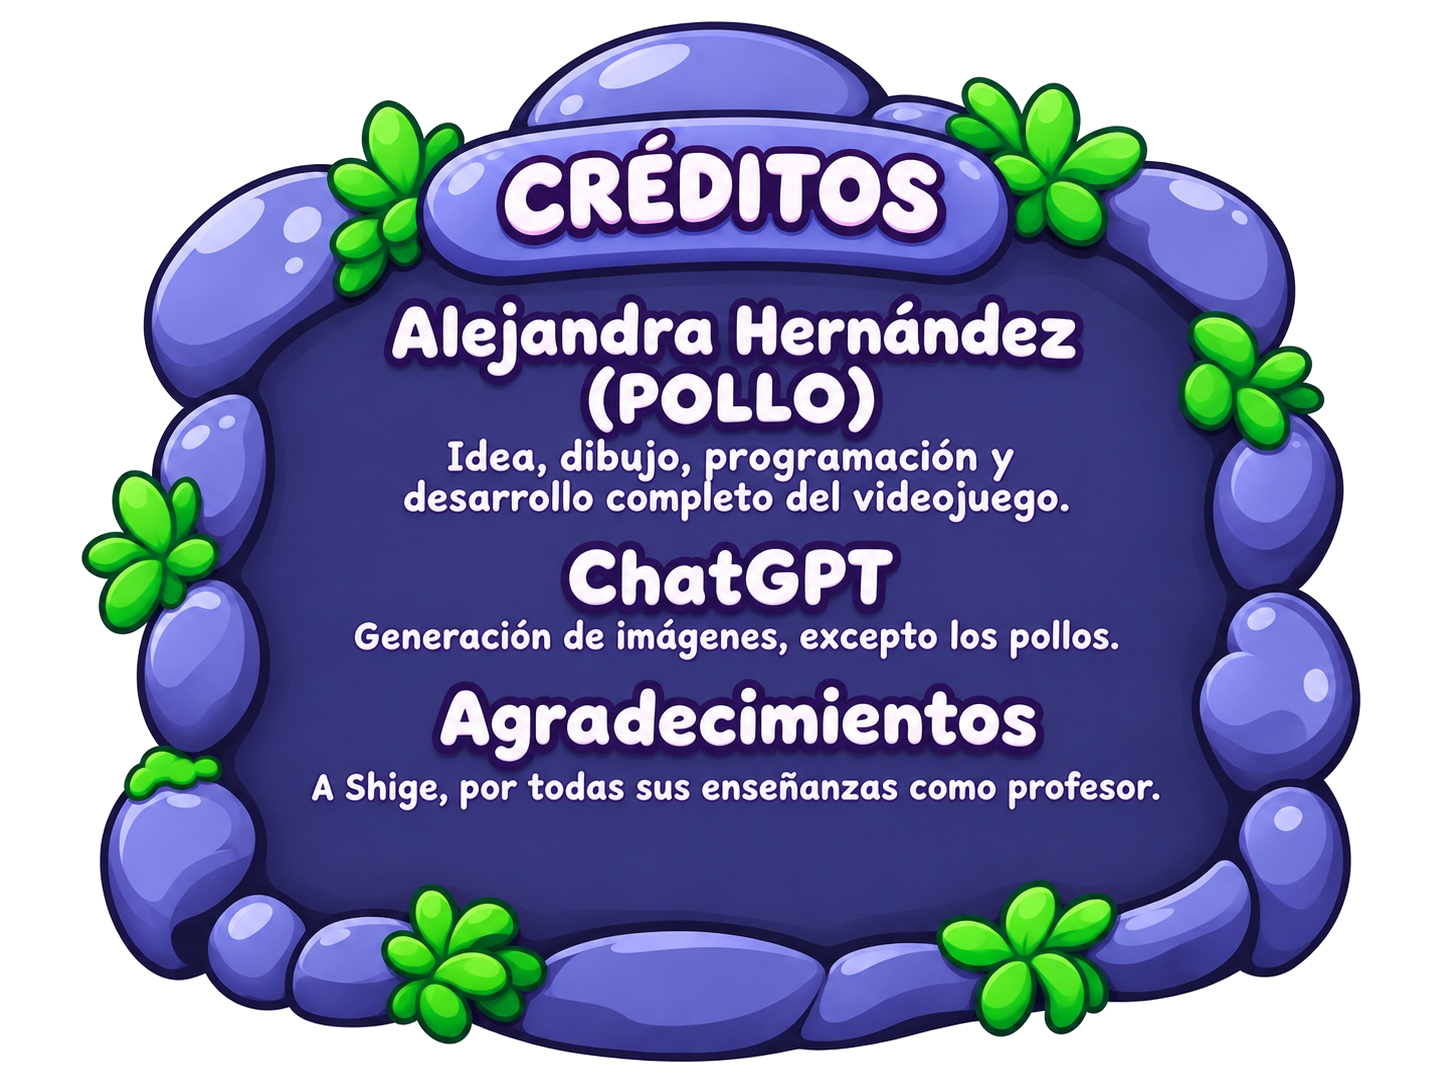 CRÉDITOS
Alejandra Hernández
(POLLO)
Idea, dibujo, programación y
desarrollo completo del videojuego.
ChatGPT
Generación de imágenes, excepto los pollos.
Agradecimientos
A Shige, por todas sus enseñanzas como profesor.